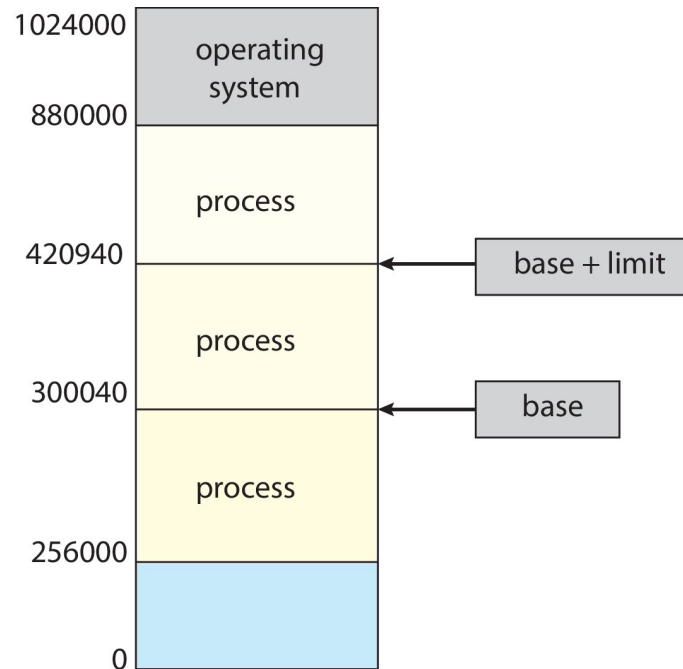 1024000
operating
system
880000
process
420940
base + limit
process
300040
base
process
256000
0